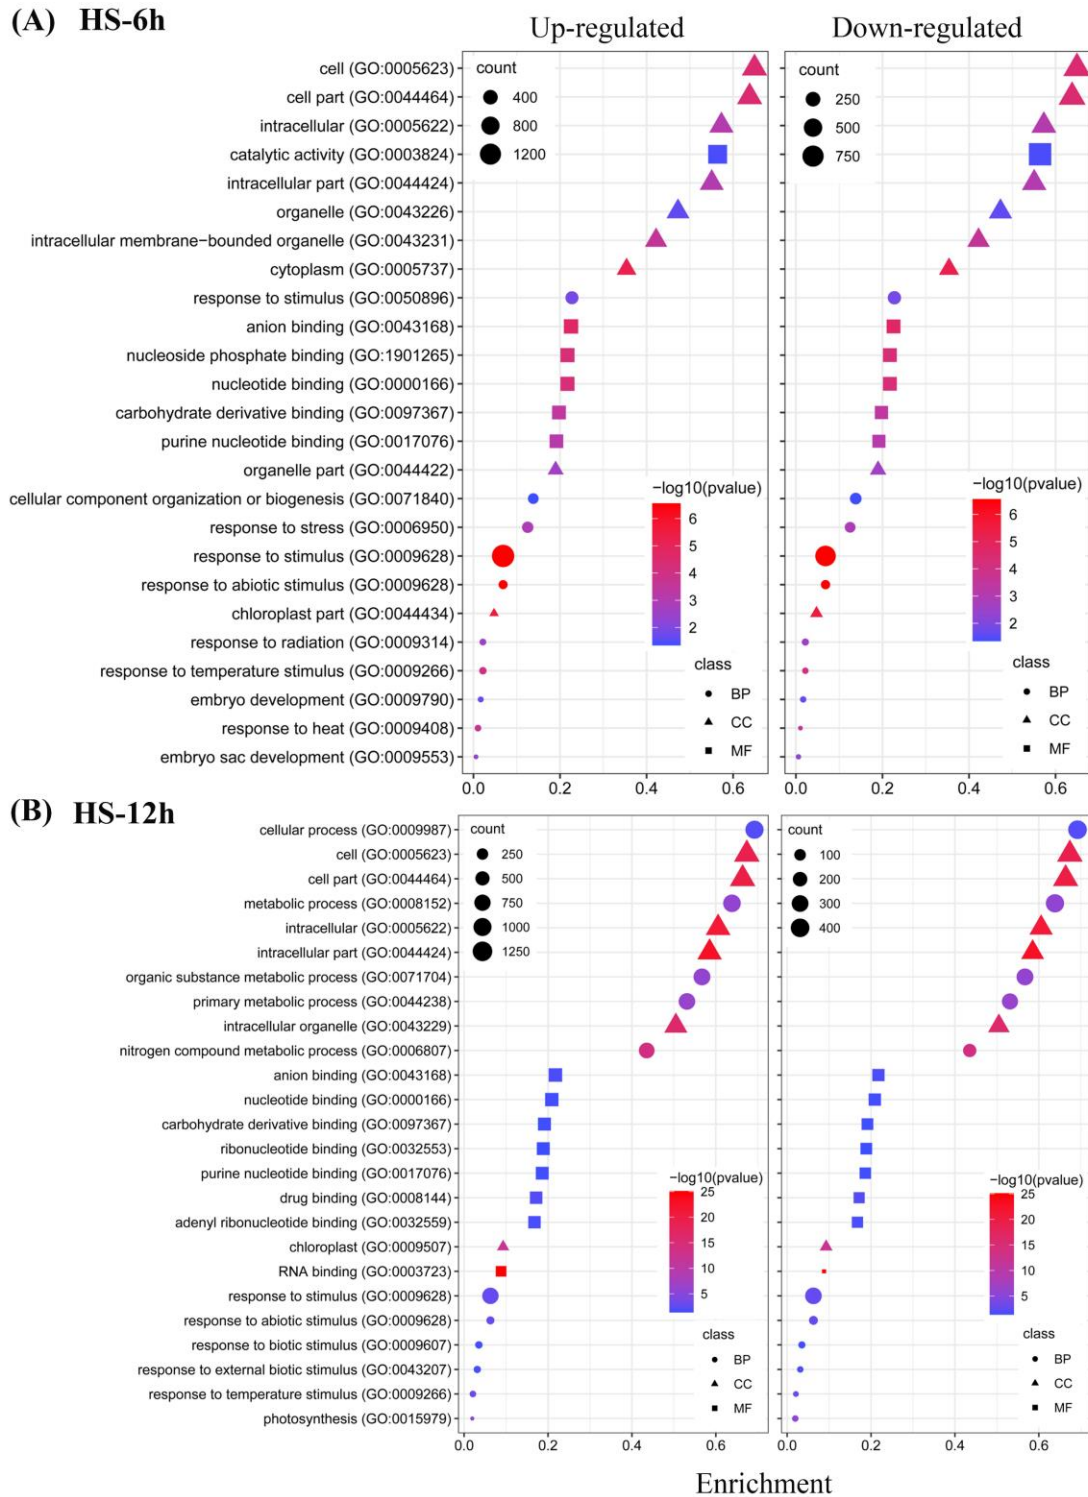 (A) HS-6h
Up-regulated
Down-regulated
cell (GO:0005623)
cell part (GO:0044464)
intracellular (GO:0005622)
catalytic activity (GO:0003824)
intracellular part (GO:0044424)
organelle (GO:0043226)
intracellular membrane−bounded organelle (GO:0043231)
cytoplasm (GO:0005737)
response to stimulus (GO:0050896)
anion binding (GO:0043168)
nucleoside phosphate binding (GO:1901265)
nucleotide binding (GO:0000166)
carbohydrate derivative binding (GO:0097367)
purine nucleotide binding (GO:0017076)
organelle part (GO:0044422)
cellular component organization or biogenesis (GO:0071840)
response to stress (GO:0006950)
response to stimulus (GO:0009628)
response to abiotic stimulus (GO:0009628)
chloroplast part (GO:0044434)
response to radiation (GO:0009314)
response to temperature stimulus (GO:0009266)
embryo development (GO:0009790)
response to heat (GO:0009408)
embryo sac development (GO:0009553)
count
400
800
1200
−log10(pvalue)
6
5
4
3
2
class
BP
CC
MF
0.0 0.2 0.4 0.6
count
250
500
750
−log10(pvalue)
6
5
4
3
2
class
BP
CC
MF
0.0 0.2 0.4 0.6
(B) HS-12h
cellular process (GO:0009987)
cell (GO:0005623)
cell part (GO:0044464)
metabolic process (GO:0008152)
intracellular (GO:0005622)
intracellular part (GO:0044424)
organic substance metabolic process (GO:0071704)
primary metabolic process (GO:0044238)
intracellular organelle (GO:0043229)
nitrogen compound metabolic process (GO:0006807)
anion binding (GO:0043168)
nucleotide binding (GO:0000166)
carbohydrate derivative binding (GO:0097367)
ribonucleotide binding (GO:0032553)
purine nucleotide binding (GO:0017076)
drug binding (GO:0008144)
adenyl ribonucleotide binding (GO:0032559)
chloroplast (GO:0009507)
RNA binding (GO:0003723)
response to stimulus (GO:0009628)
response to abiotic stimulus (GO:0009628)
response to biotic stimulus (GO:0009607)
response to external biotic stimulus (GO:0043207)
response to temperature stimulus (GO:0009266)
photosynthesis (GO:0015979)
count
250
500
750
1000
1250
−log10(pvalue)
25
20
15
10
5
class
BP
CC
MF
0.0 0.2 0.4 0.6
count
100
200
300
400
−log10(pvalue)
25
20
15
10
5
class
BP
CC
MF
0.0 0.2 0.4 0.6
Enrichment